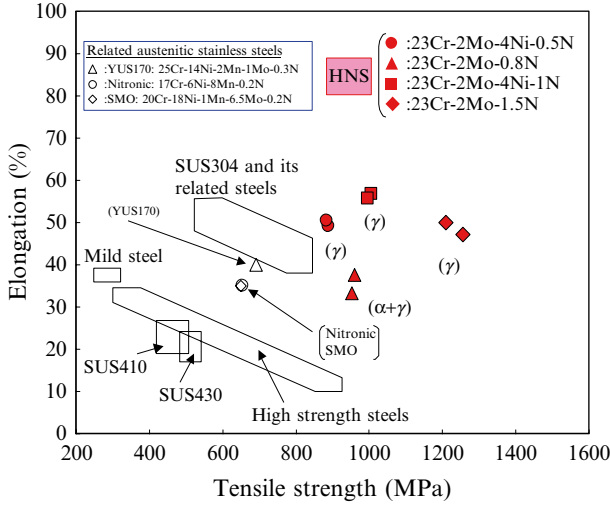 100
90
80
70
60
50
40
30
20
10
0
Elongation (%)
Related austenitic stainless steels
:YUS170: 25Cr-14Ni-2Mn-1Mo-0.3N
:Nitronic: 17Cr-6Ni-8Mn-0.2N
:SMO: 20Cr-18Ni-1Mn-6.5Mo-0.2N
HNS
:23Cr-2Mo-4Ni-0.5N
:23Cr-2Mo-0.8N
:23Cr-2Mo-4Ni-1N
:23Cr-2Mo-1.5N
SUS304 and its
related steels
(YUS170)
Mild steel
(γ)
(γ)
(γ)
(α+γ)
Nitronic
SMO
SUS410
SUS430
High strength steels
200 400 600 800 1000 1200 1400 1600
Tensile strength (MPa)